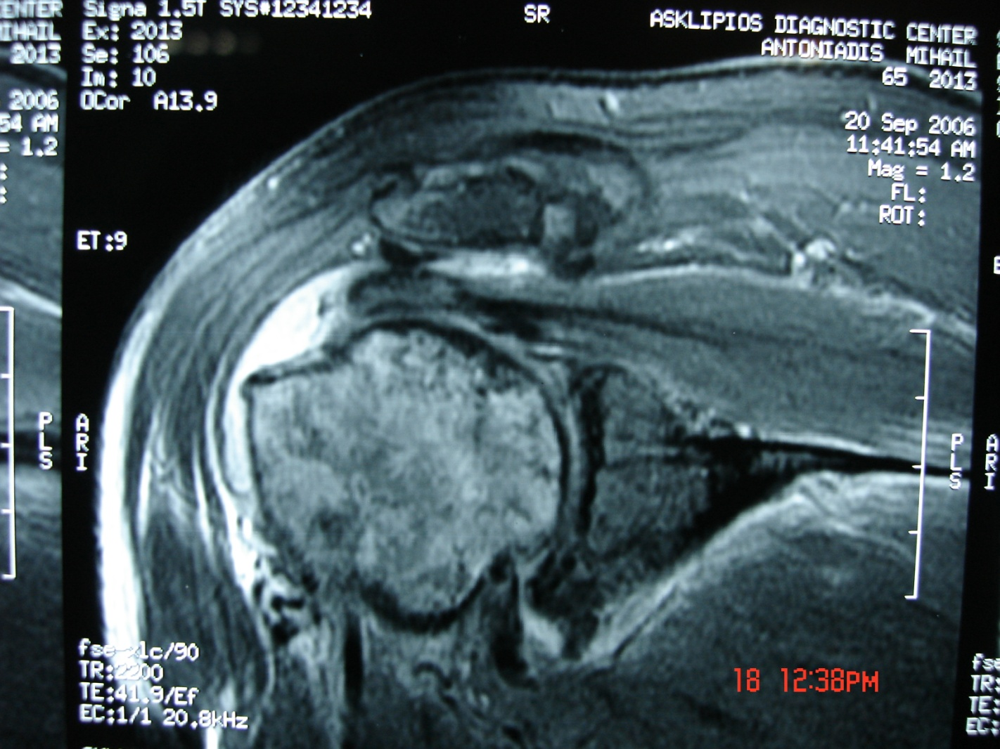 ENTER
IHAIL
2013
2006
54 AM
= 1.2
:
:
P
L
S
Signa 1.5T SYS#12341234
Ex: 2013
Se: 106
Im: 10
OCor A13.9
ET:9
A
R
I
SR
ASKLIPIOS DIAGNOSTIC CENTER
ANTONIADIS MIHAIL
65 2013
20 Sep 2006
11:41:54 AM
Mag = 1.2
FL:
ROT:
P
L
S
A
R
I
fse-xlc/90
TR:2200
TE:41.9/Ef
EC:1/1 20.8kHz
18 12:38PM
E
fse
TR:
TE:
EC: